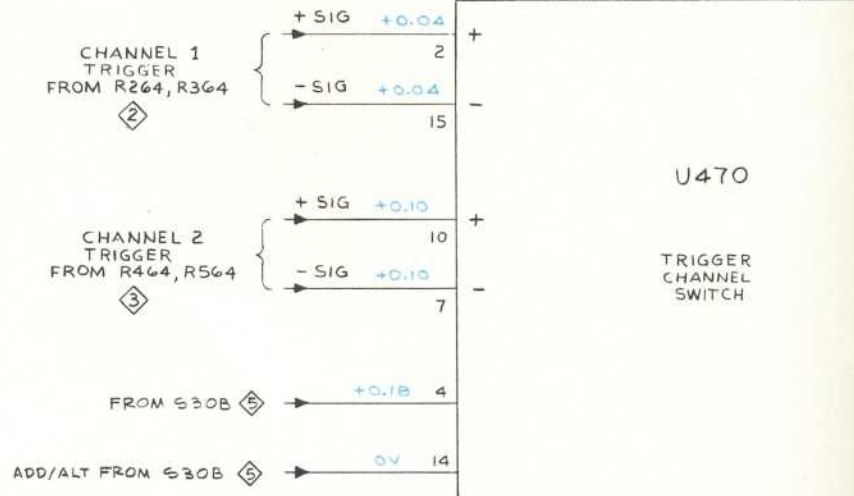 + SIG +0.04
2 +
CHANNEL 1
TRIGGER
FROM R264, R364
2
- SIG +0.04
15 -
U470
+ SIG +0.10
10 +
CHANNEL 2
TRIGGER
FROM R464, R564
3
- SIG +0.10
7 -
TRIGGER
CHANNEL
SWITCH
FROM S30B 5 +0.18 4
ADD/ALT FROM S30B 5 0V 14